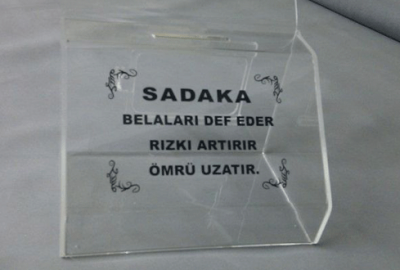 SADAKA
BELALARI DEF EDER
RIZKI ARTIRIR
ÖMRÜ UZATIR.